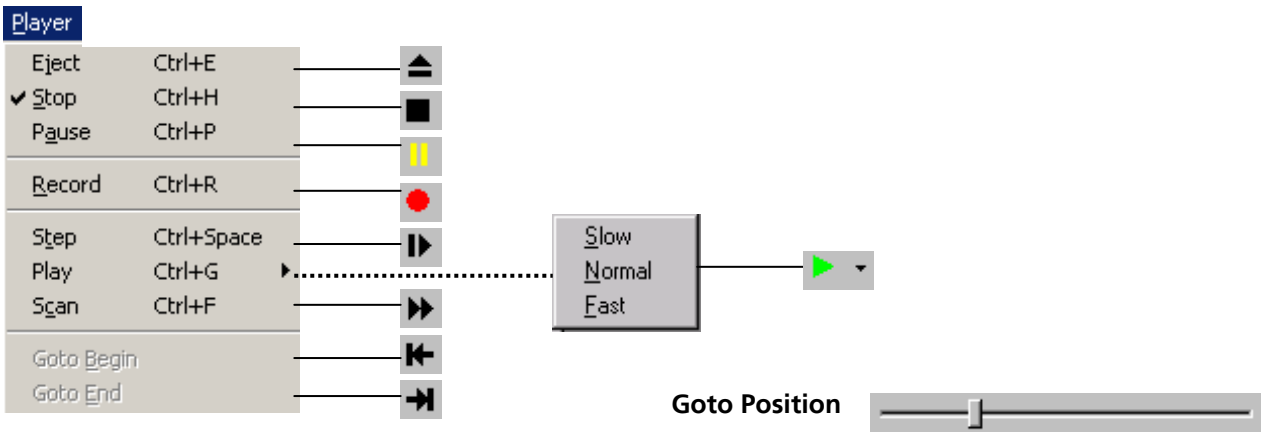 Player
Eject Ctrl+E
Stop Ctrl+H
Pause Ctrl+P
Record Ctrl+R
Step Ctrl+Space
Play Ctrl+G
Scan Ctrl+F
Goto Begin
Goto End
Slow
Normal
Fast
Goto Position